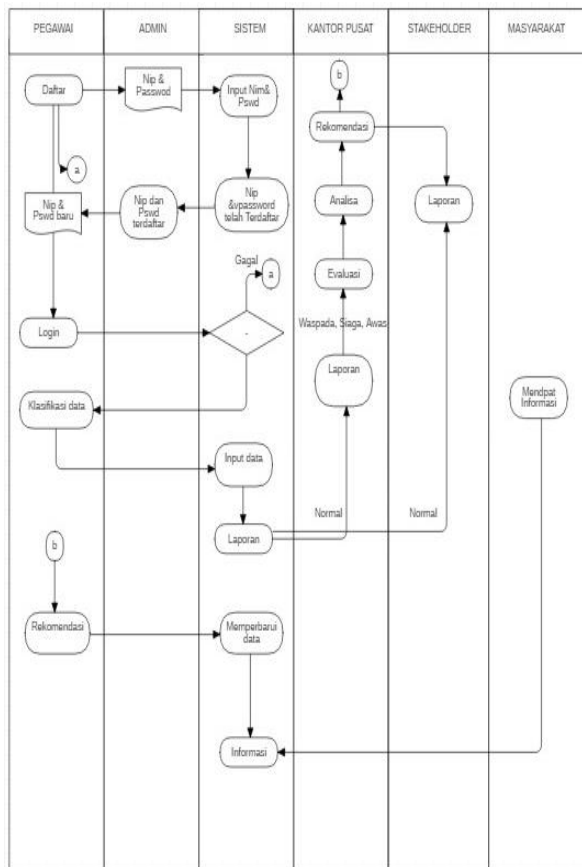 PEGAWAI
ADMIN
SISTEM
KANTOR PUSAT
STAKEHOLDER
MASYARAKAT
Daftar
Nip &
Passwod
Input Nim&
Pswd
b
Rekomendasi
a
Nip &
Pswd baru
Nip dan
Pswd
terdaftar
Nip
&vpassword
telah Terdaftar
Analisa
Laporan
Gagal
a
Evaluasi
Login
-
Waspada, Siaga, Awas
Laporan
Klasifikasi data
Mendpat
Informasi
Input data
Normal
Normal
Laporan
b
Rekomendasi
Memperbarui
data
Informasi